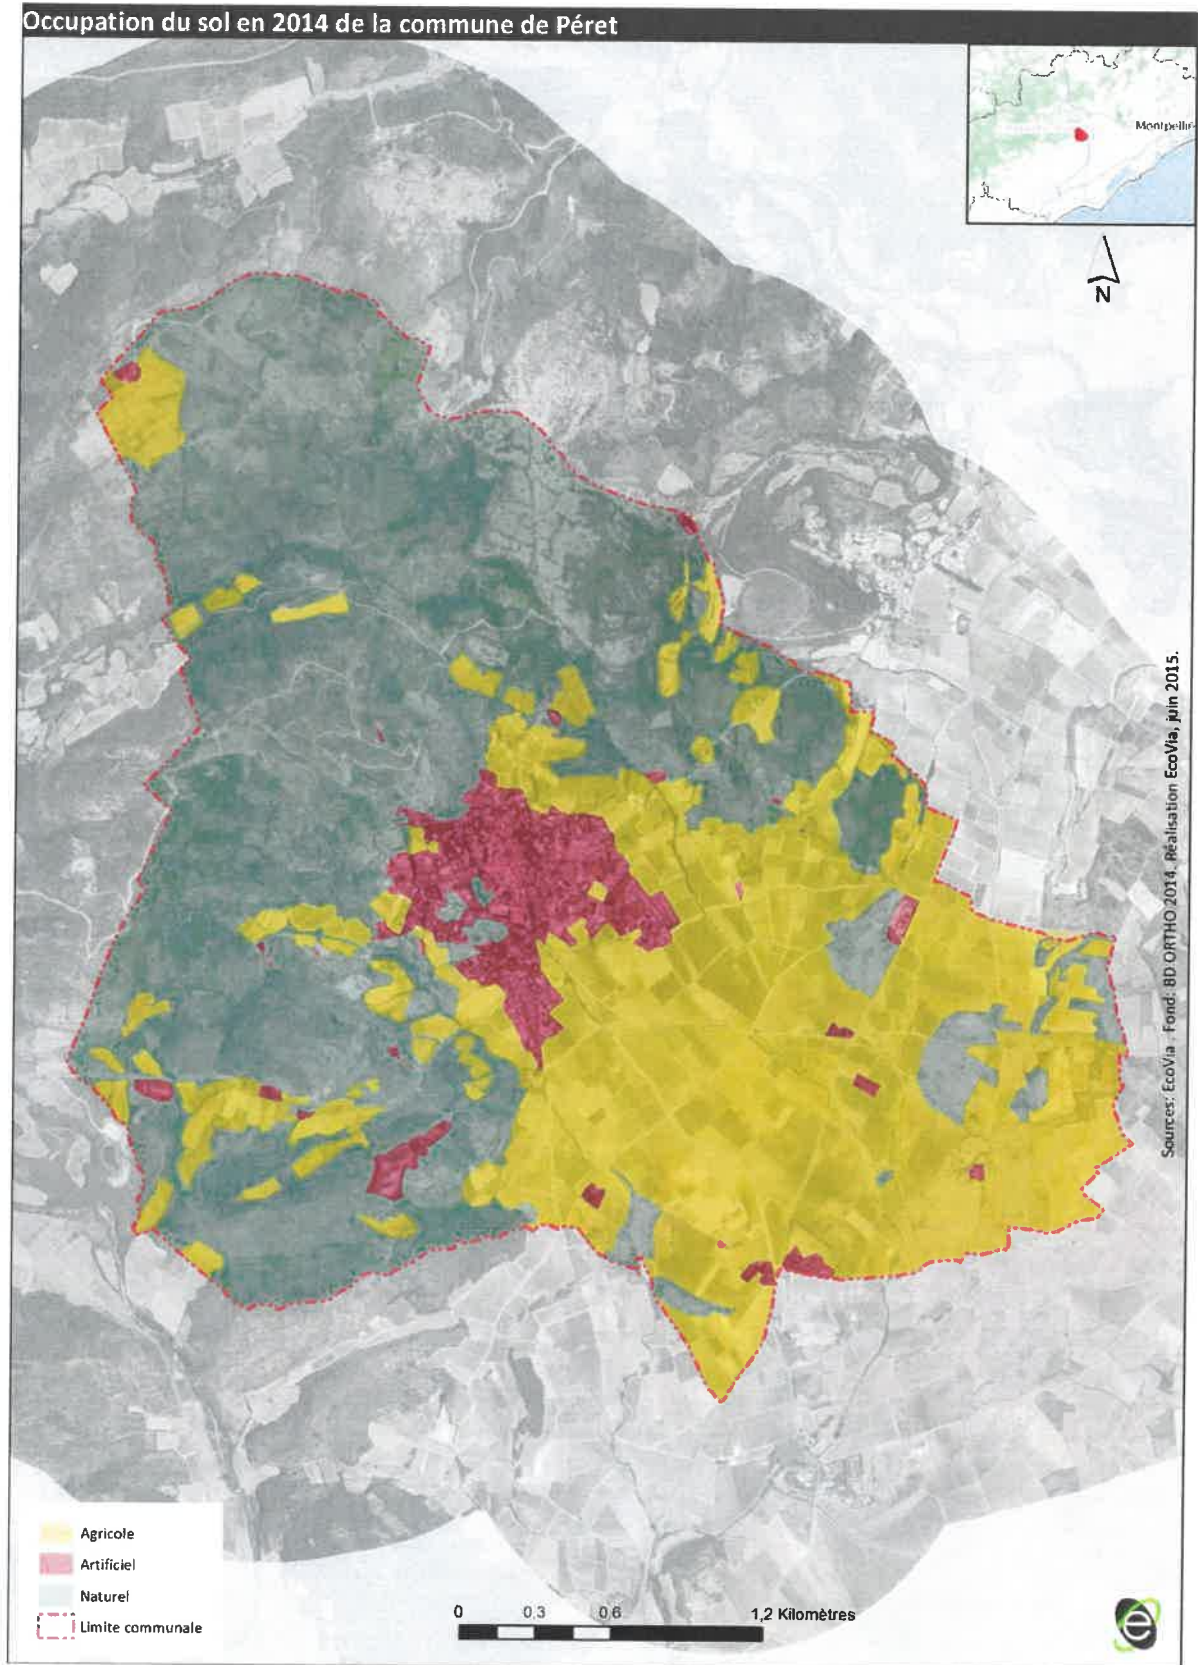 Occupation du sol en 2014 de la commune de Péret
Montpellie
N
Sources: EcoVia. Fond: BD ORTHO 2014. Réalisation EcoVia, juin 2015.
Agricole
Artificiel
Naturel
Limite communale
0 0,3 0,6 1,2 Kilomètres
e